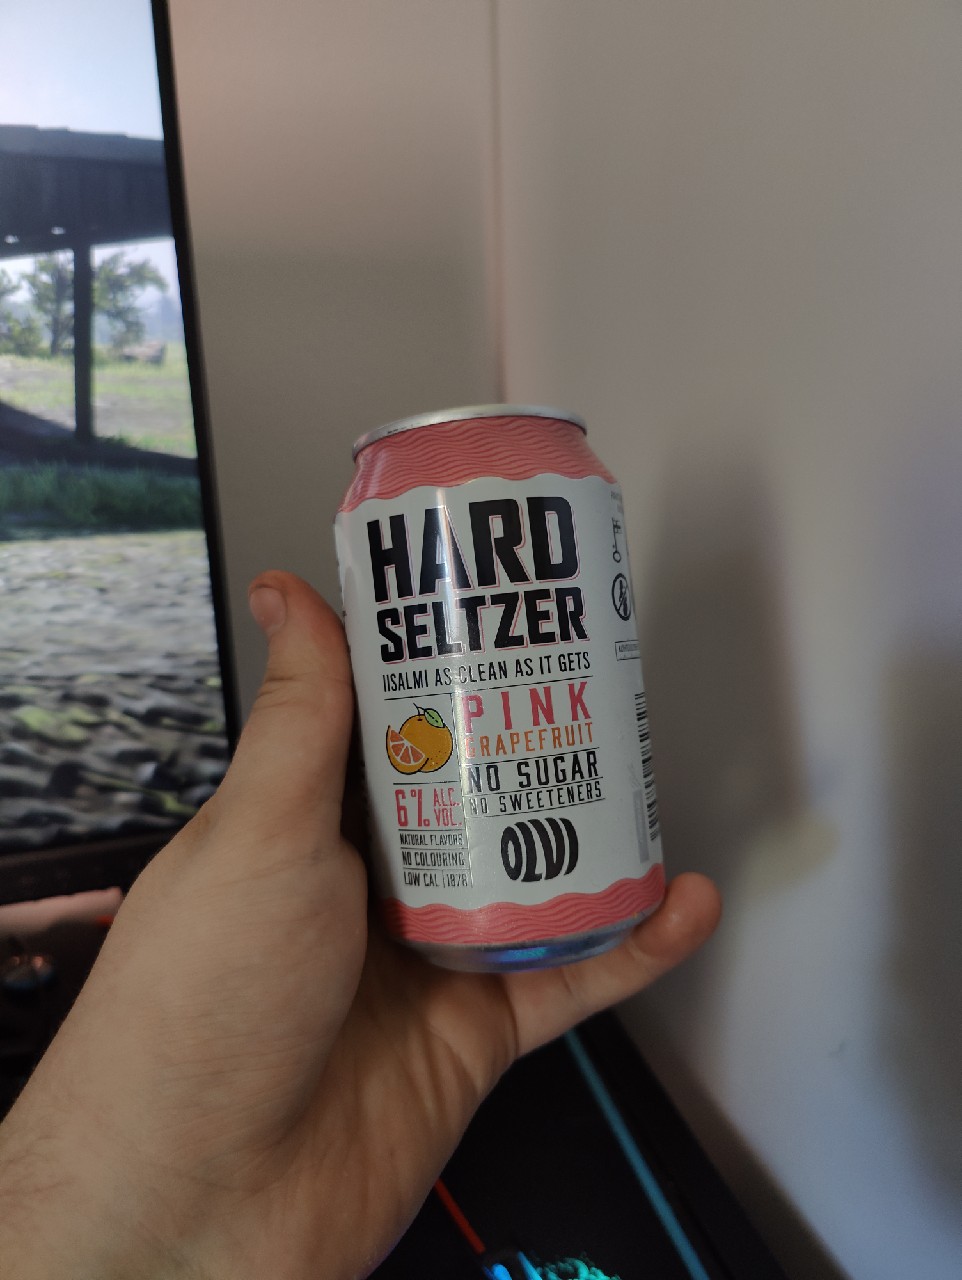 HARD
SELTZER
IISALMI AS CLEAN AS IT GETS
PINK
GRAPEFRUIT
NO SUGAR
NO SWEETENERS
6% ALC.
VOL.
NATURAL FLAVORS
NO COLOURING
LOW CAL | 1878
OLVI